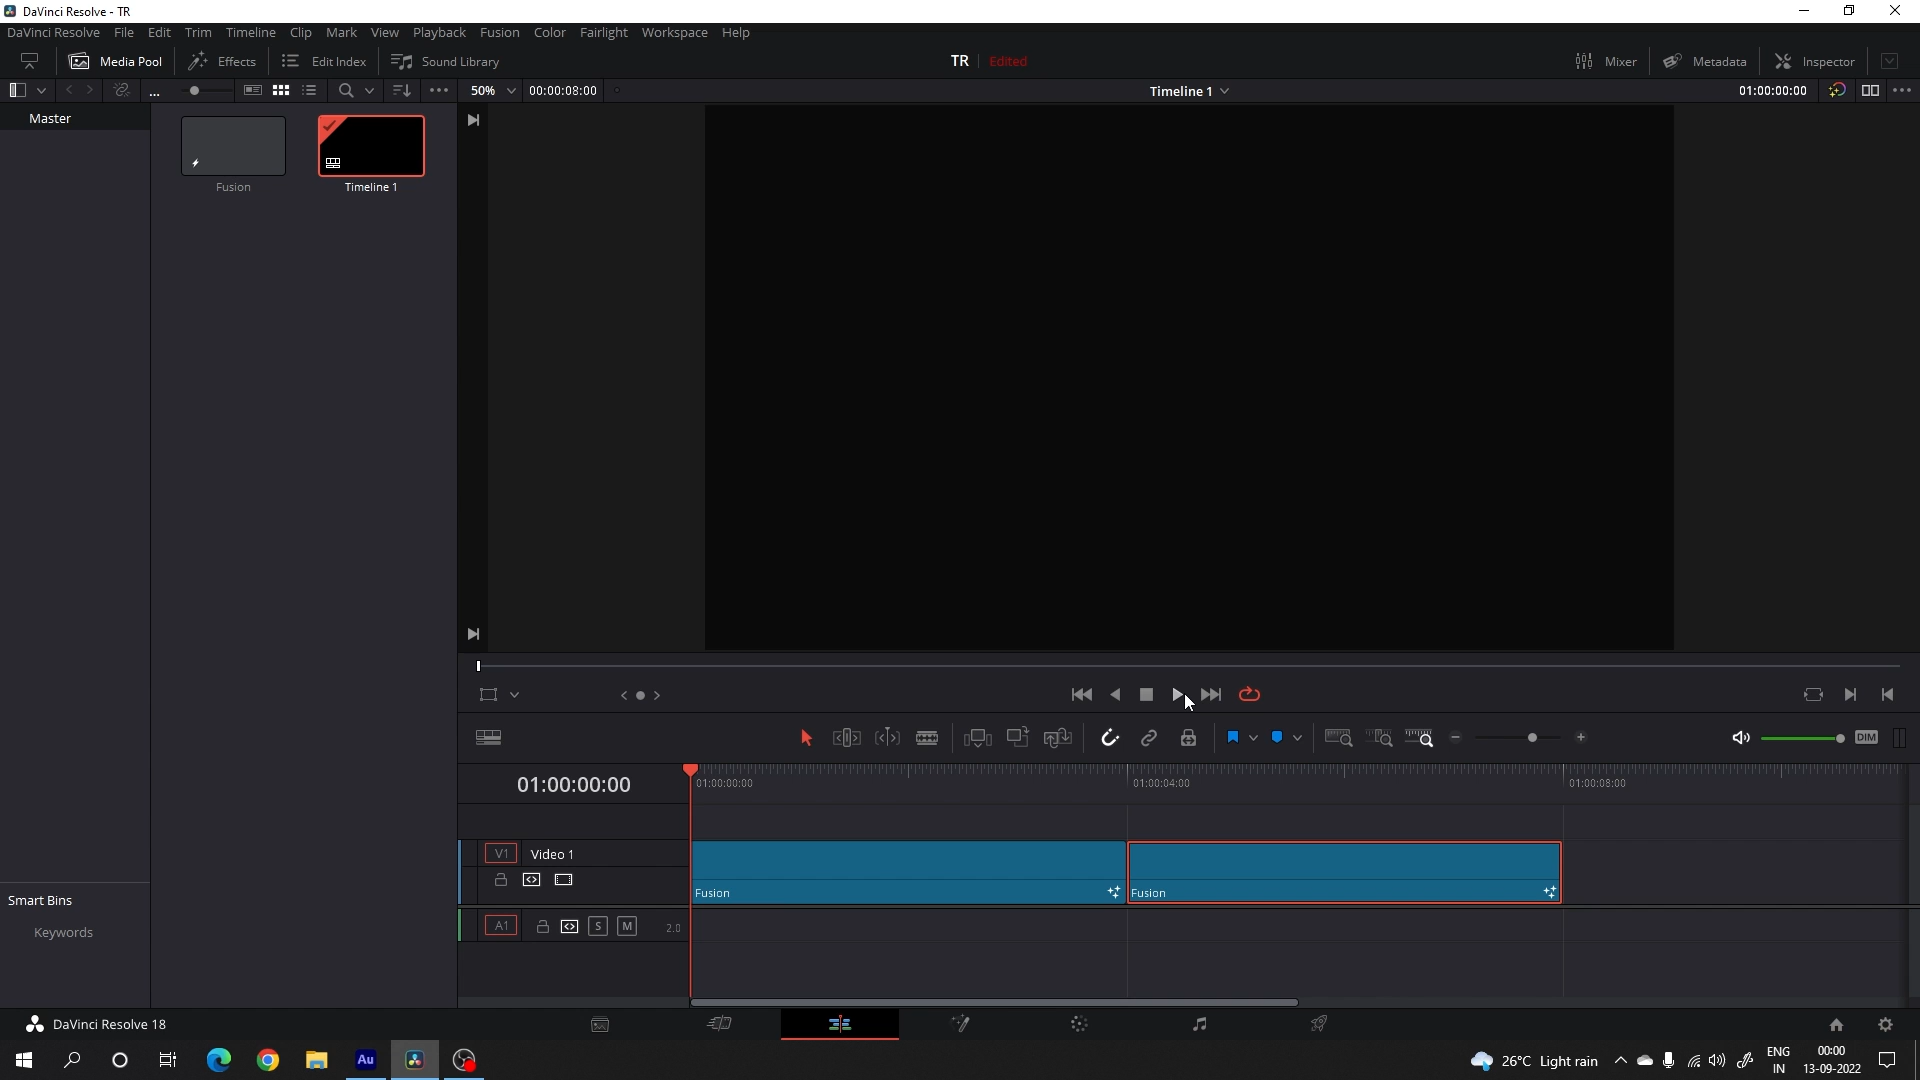 DaVinci Resolve - TR
DaVinci Resolve File Edit Trim Timeline Clip Mark View Playback Fusion Color Fairlight Workspace Help
Media Pool Effects Edit Index Sound Library TR Edited Mixer Metadata Inspector
... 50% 00:00:08:00 Timeline 1 01:00:00:00
Master
Fusion Timeline 1
DIM
01:00:00:00 01:00:00:00 01:00:04:00 01:00:08:00
V1 Video 1
Fusion Fusion
Smart Bins
A1 S M 2.0
Keywords
DaVinci Resolve 18
Au 26°C Light rain ENG IN 00:00 13-09-2022